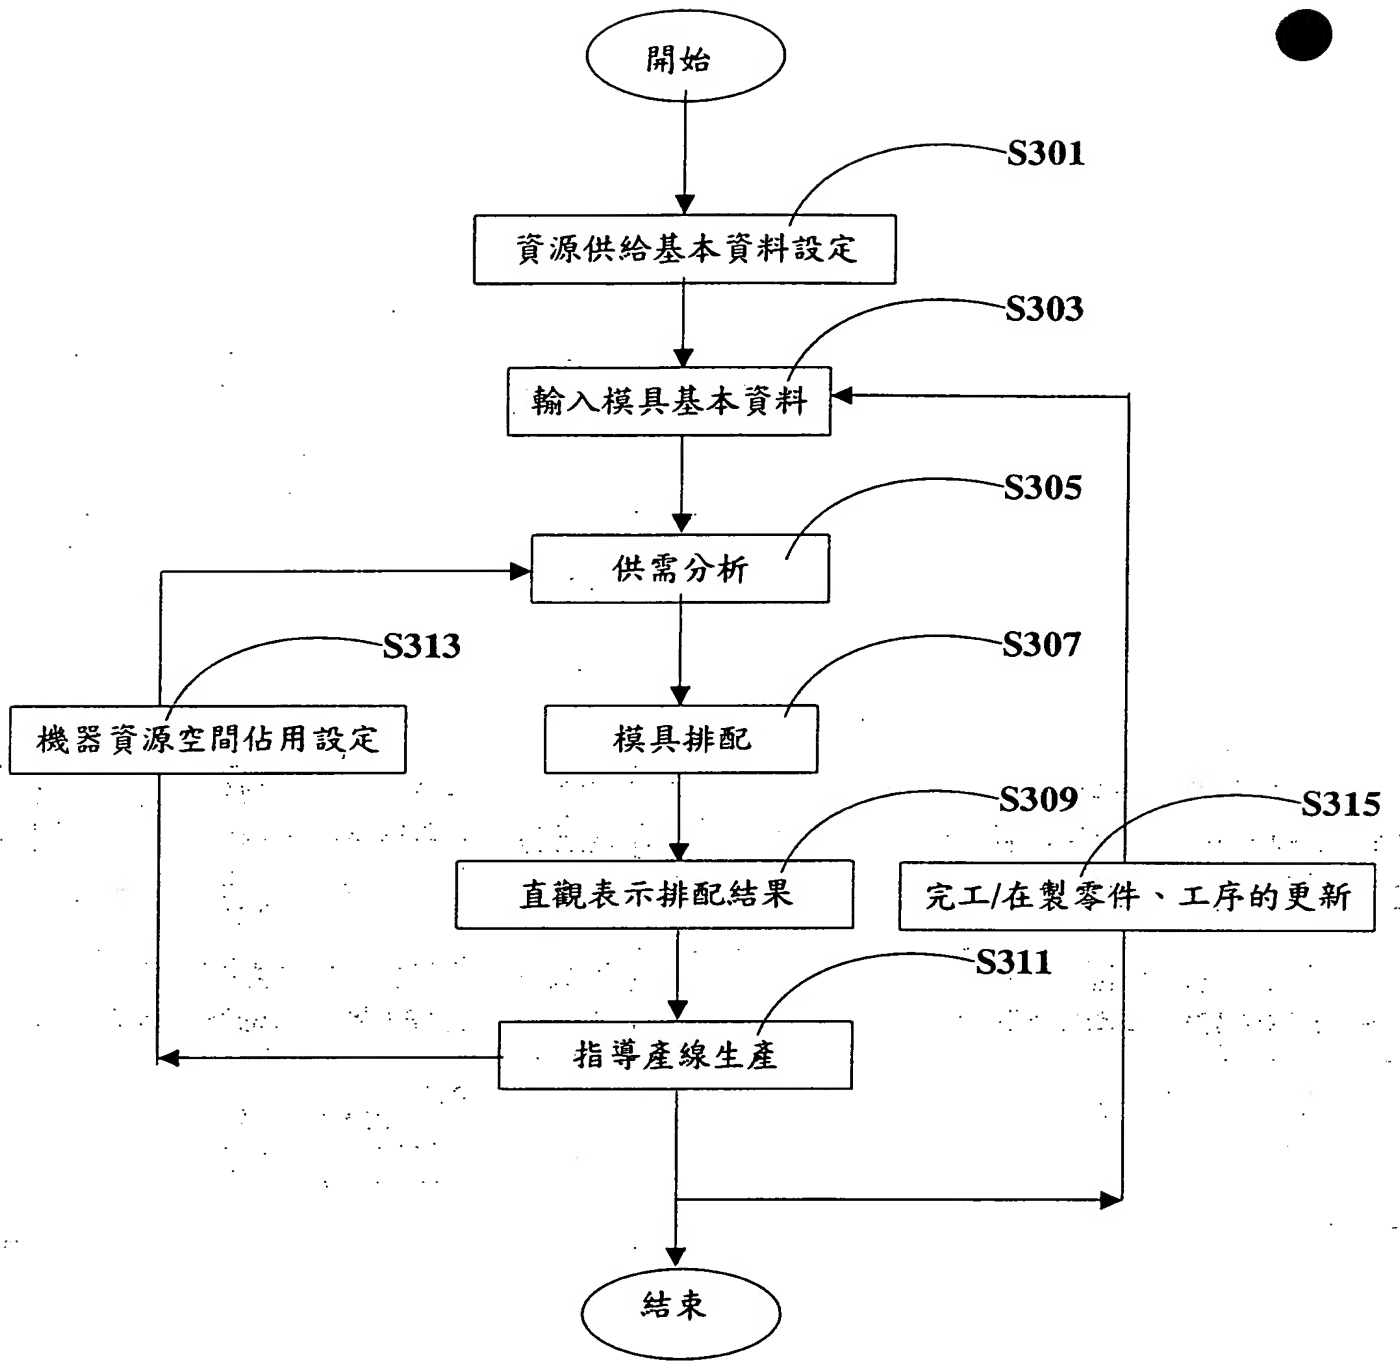 開始
S301
資源供給基本資料設定
S303
輸入模具基本資料
S305
供需分析
S313
S307
機器資源空間佔用設定
模具排配
S309
S315
直觀表示排配結果
完工/在製零件、工序的更新
S311
指導產線生產
結束